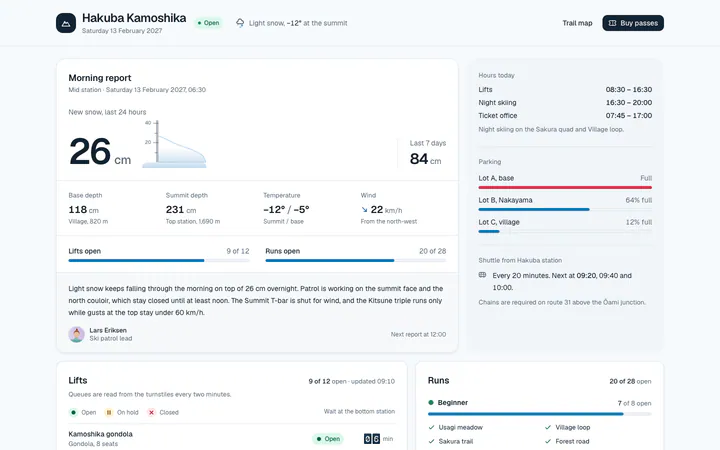 Hakuba Kamoshika
Saturday 13 February 2027
Open
Light snow, −12° at the summit
Trail map
Buy passes
Morning report
Mid station · Saturday 13 February 2027, 06:30
New snow, last 24 hours
26 cm
40
20
Last 7 days
84 cm
Base depth
118 cm
Village, 820 m
Summit depth
231 cm
Top station, 1,690 m
Temperature
−12° / −5°
Summit / base
Wind
22 km/h
From the north-west
Lifts open
9 of 12
Runs open
20 of 28
Light snow keeps falling through the morning on top of 26 cm overnight. Patrol is working on the summit face and the
north couloir, which stay closed until at least noon. The Summit T-bar is shut for wind, and the Kitsune triple runs only
while gusts at the top stay under 60 km/h.
Lars Eriksen
Ski patrol lead
Next report at 12:00
Hours today
Lifts 08:30 – 16:30
Night skiing 16:30 – 20:00
Ticket office 07:45 – 17:00
Night skiing on the Sakura quad and Village loop.
Parking
Lot A, base Full
Lot B, Nakayama 64% full
Lot C, village 12% full
Shuttle from Hakuba station
Every 20 minutes. Next at 09:20, 09:40 and
10:00.
Chains are required on route 31 above the Ōami junction.
Lifts
9 of 12 open · updated 09:10
Queues are read from the turnstiles every two minutes.
Open On hold Closed
Wait at the bottom station
Kamoshika gondola
Gondola, 8 seats
Open
06 min
Runs
20 of 28 open
Beginner
7 of 8 open
Usagi meadow
Village loop
Sakura trail
Forest road